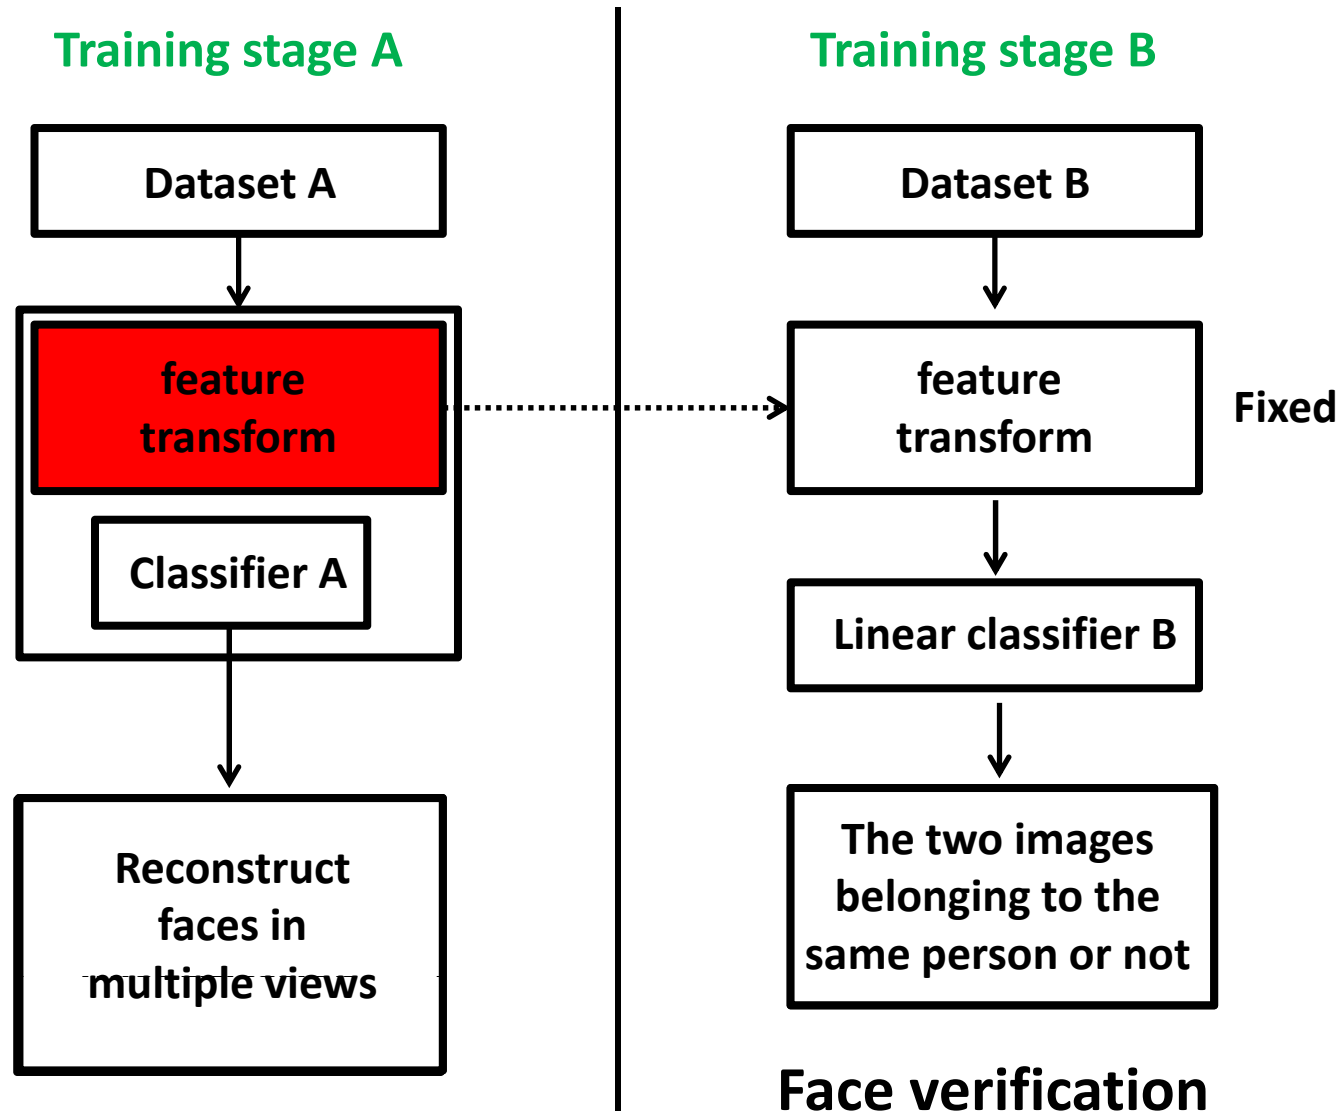 Training stage A
Dataset A
feature
transform
Classifier A
Reconstruct
faces in
multiple views
Training stage B
Dataset B
feature
transform
Fixed
Linear classifier B
The two images
belonging to the
same person or not
Face verification